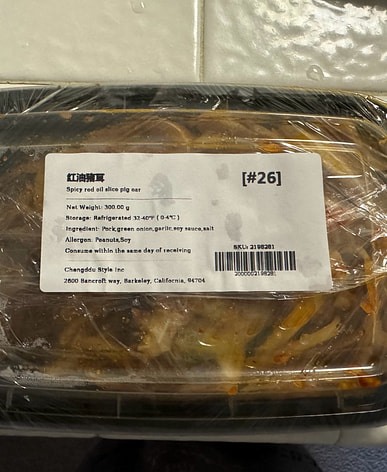 红油猪耳
[#26]
Spicy red oil slice pig ear
Net Weight: 300.00 g
Storage: Refrigerated 32-40°F ( 0-4°C )
Ingredient: Pork,green onion,garlic,soy sauce,salt
Allergen: Peanuts,Soy
Consume within the same day of receiving
SKU: 2198281
2000002198281
Chengddu Style Inc
2600 Bancroft way, Barkeley, California, 94704